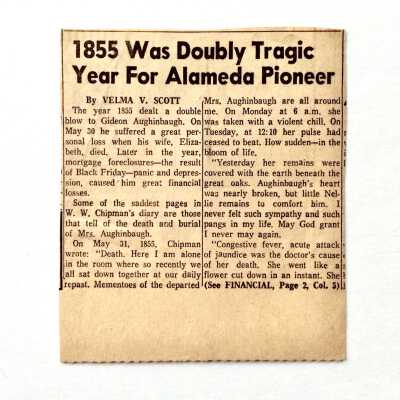 1855 Was Doubly Tragic
Year For Alameda Pioneer
By VELMA V. SCOTT
The year 1855 dealt a double
blow to Gideon Aughinbaugh. On
May 30 he suffered a great per-
sonal loss when his wife, Eliza-
beth, died. Later in the year,
mortgage foreclosures—the result
of Black Friday—panic and depres-
sion, caused him great financial
losses.
Some of the saddest pages in
W. W. Chipman's diary are those
that tell of the death and burial
of Mrs. Aughinbaugh.
On May 31, 1855, Chipman
wrote: "Death. Here I am alone
in the room where so recently we
all sat down together at our daily
repast. Mementoes of the departed
Mrs. Aughinbaugh are all around
me. On Monday at 6 a.m. she
was taken with a violent chill. On
Tuesday, at 12:10 her pulse had
ceased to beat. How sudden—in the
bloom of life.
"Yesterday her remains were
covered with the earth beneath the
great oaks. Aughinbaugh's heart
was nearly broken, but little Nel-
lie remains to comfort him. I
never felt such sympathy and such
pangs in my life. May God grant
I never may again.
"Congestive fever, acute attack
of jaundice was the doctor's cause
of her death. She went like a
flower cut down in an instant. She
(See FINANCIAL, Page 2, Col. 5)